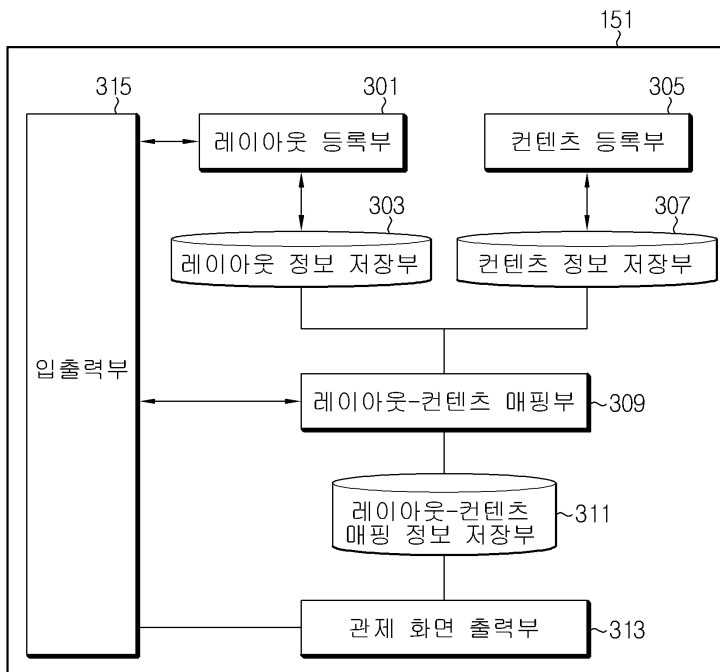 151
315
301
305
레이아웃 등록부
컨텐츠 등록부
303
307
레이아웃 정보 저장부
컨텐츠 정보 저장부
입출력부
레이아웃-컨텐츠 매핑부
309
레이아웃-컨텐츠
매핑 정보 저장부
311
관제 화면 출력부
313